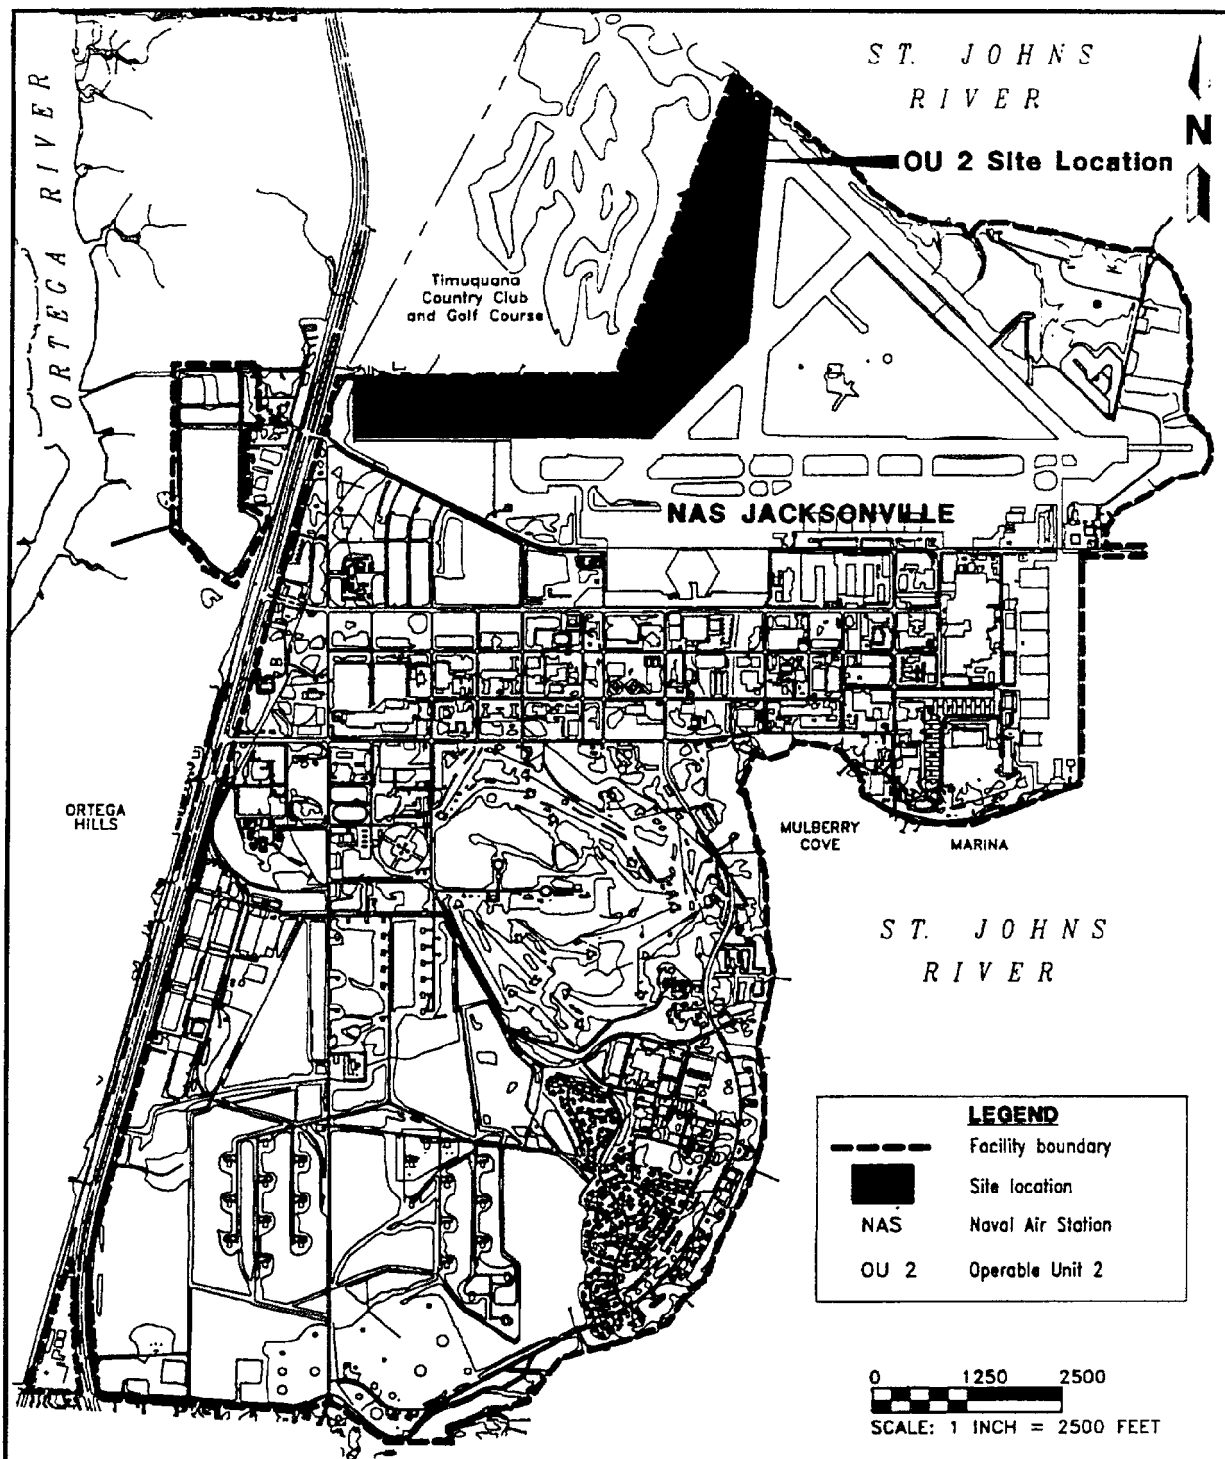 ST. JOHNS
RIVER
N
OU 2 Site Location
ORTEGA RIVER
Timuquana
Country Club
and Golf Course
NAS JACKSONVILLE
ORTEGA
HILLS
MULBERRY
COVE
MARINA
ST. JOHNS
RIVER
LEGEND
Facility boundary
Site location
NAS Naval Air Station
OU 2 Operable Unit 2
0 1250 2500
SCALE: 1 INCH = 2500 FEET